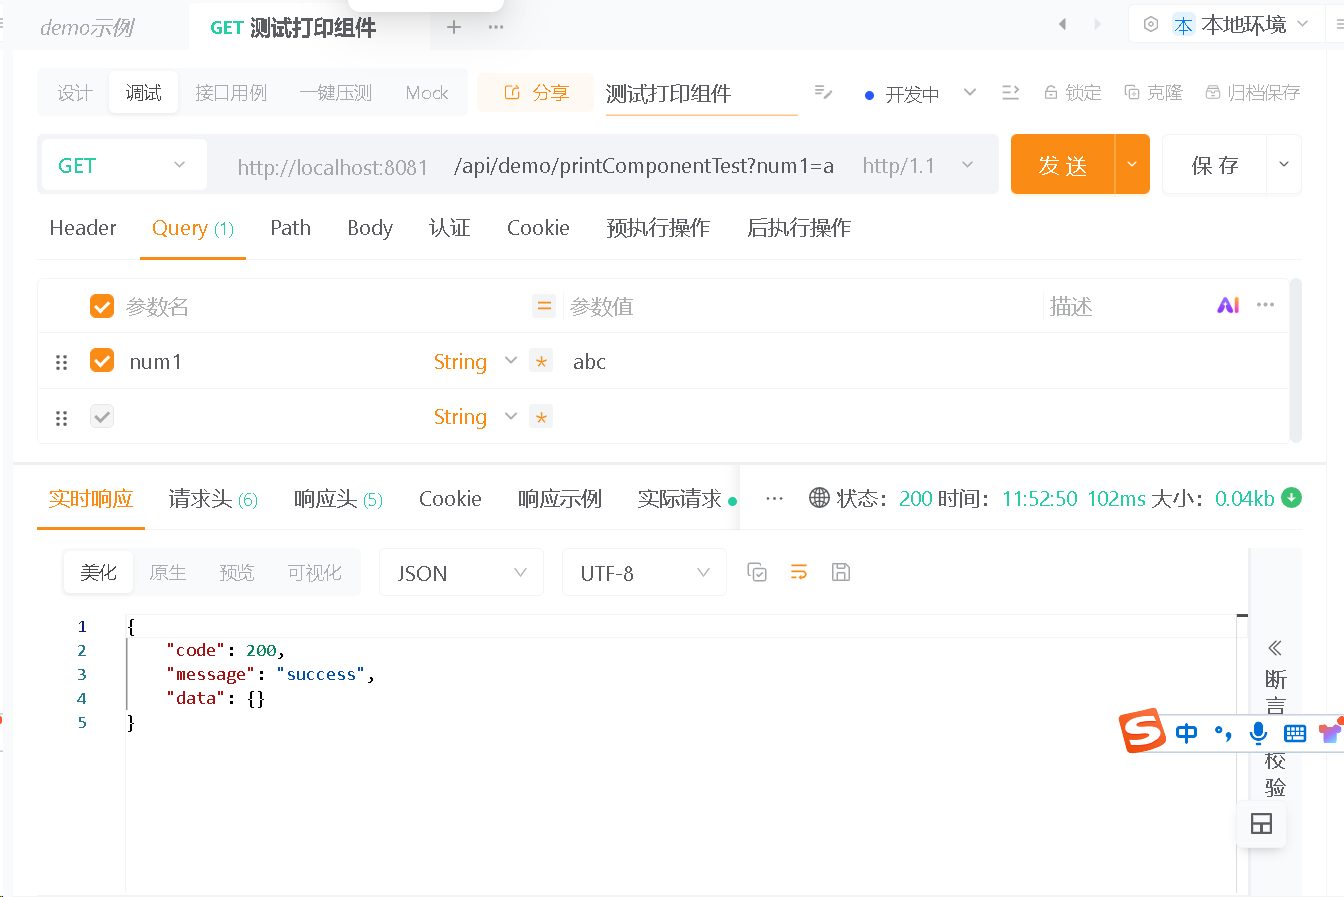 demo示例
GET 测试打印组件
本 本地环境
设计 调试 接口用例 一键压测 Mock 分享 测试打印组件 开发中 锁定 克隆 归档保存
GET http://localhost:8081 /api/demo/printComponentTest?num1=a http/1.1 发 送 保 存
Header Query (1) Path Body 认证 Cookie 预执行操作 后执行操作
参数名 = 参数值 描述 AI
num1 String * abc
String *
实时响应 请求头 (6) 响应头 (5) Cookie 响应示例 实际请求 ··· 状态： 200 时间： 11:52:50 102ms 大小： 0.04kb
美化 原生 预览 可视化 JSON UTF-8
1 {
2 "code": 200,
3 "message": "success",
4 "data": {}
5 }
断言
校验
S 中